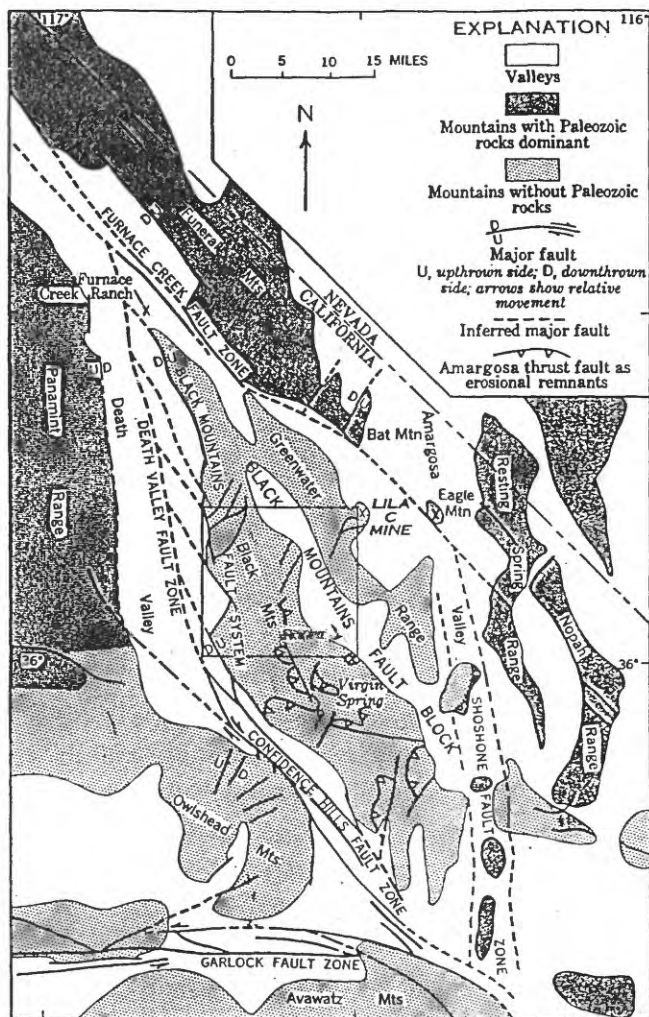 117°
116°
EXPLANATION
Valleys
Mountains with Paleozoic
rocks dominant
Mountains without Paleozoic
rocks
D
U
Major fault
U, upthrown side; D, downthrown
side; arrows show relative
movement
Inferred major fault
Amargosa thrust fault as
erosional remnants
0 5 10 15 MILES
N
Funeral
Mts
D
U
FURNACE CREEK FAULT ZONE
NEVADA
CALIFORNIA
Furnace
Creek Ranch
X
Panamint
Range
U D
D U
Death
Valley
DEATH VALLEY FAULT ZONE
BLACK MOUNTAINS
FAULT SYSTEM
Greenwater
Range
BLACK
MOUNTAINS
FAULT
BLOCK
D
Bat Mtn
Amargosa
Valley
Eagle
Mtn
X
LILA
C
MINE
Resting
Spring
Range
Nopah
Range
Black
Mts
D U
Virgin
Spring
36°
36°
SHOSHONE
FAULT
ZONE
CONFIDENCE HILLS FAULT ZONE
U D
Owlshead
Mts
GARLOCK FAULT ZONE
Avawatz Mts